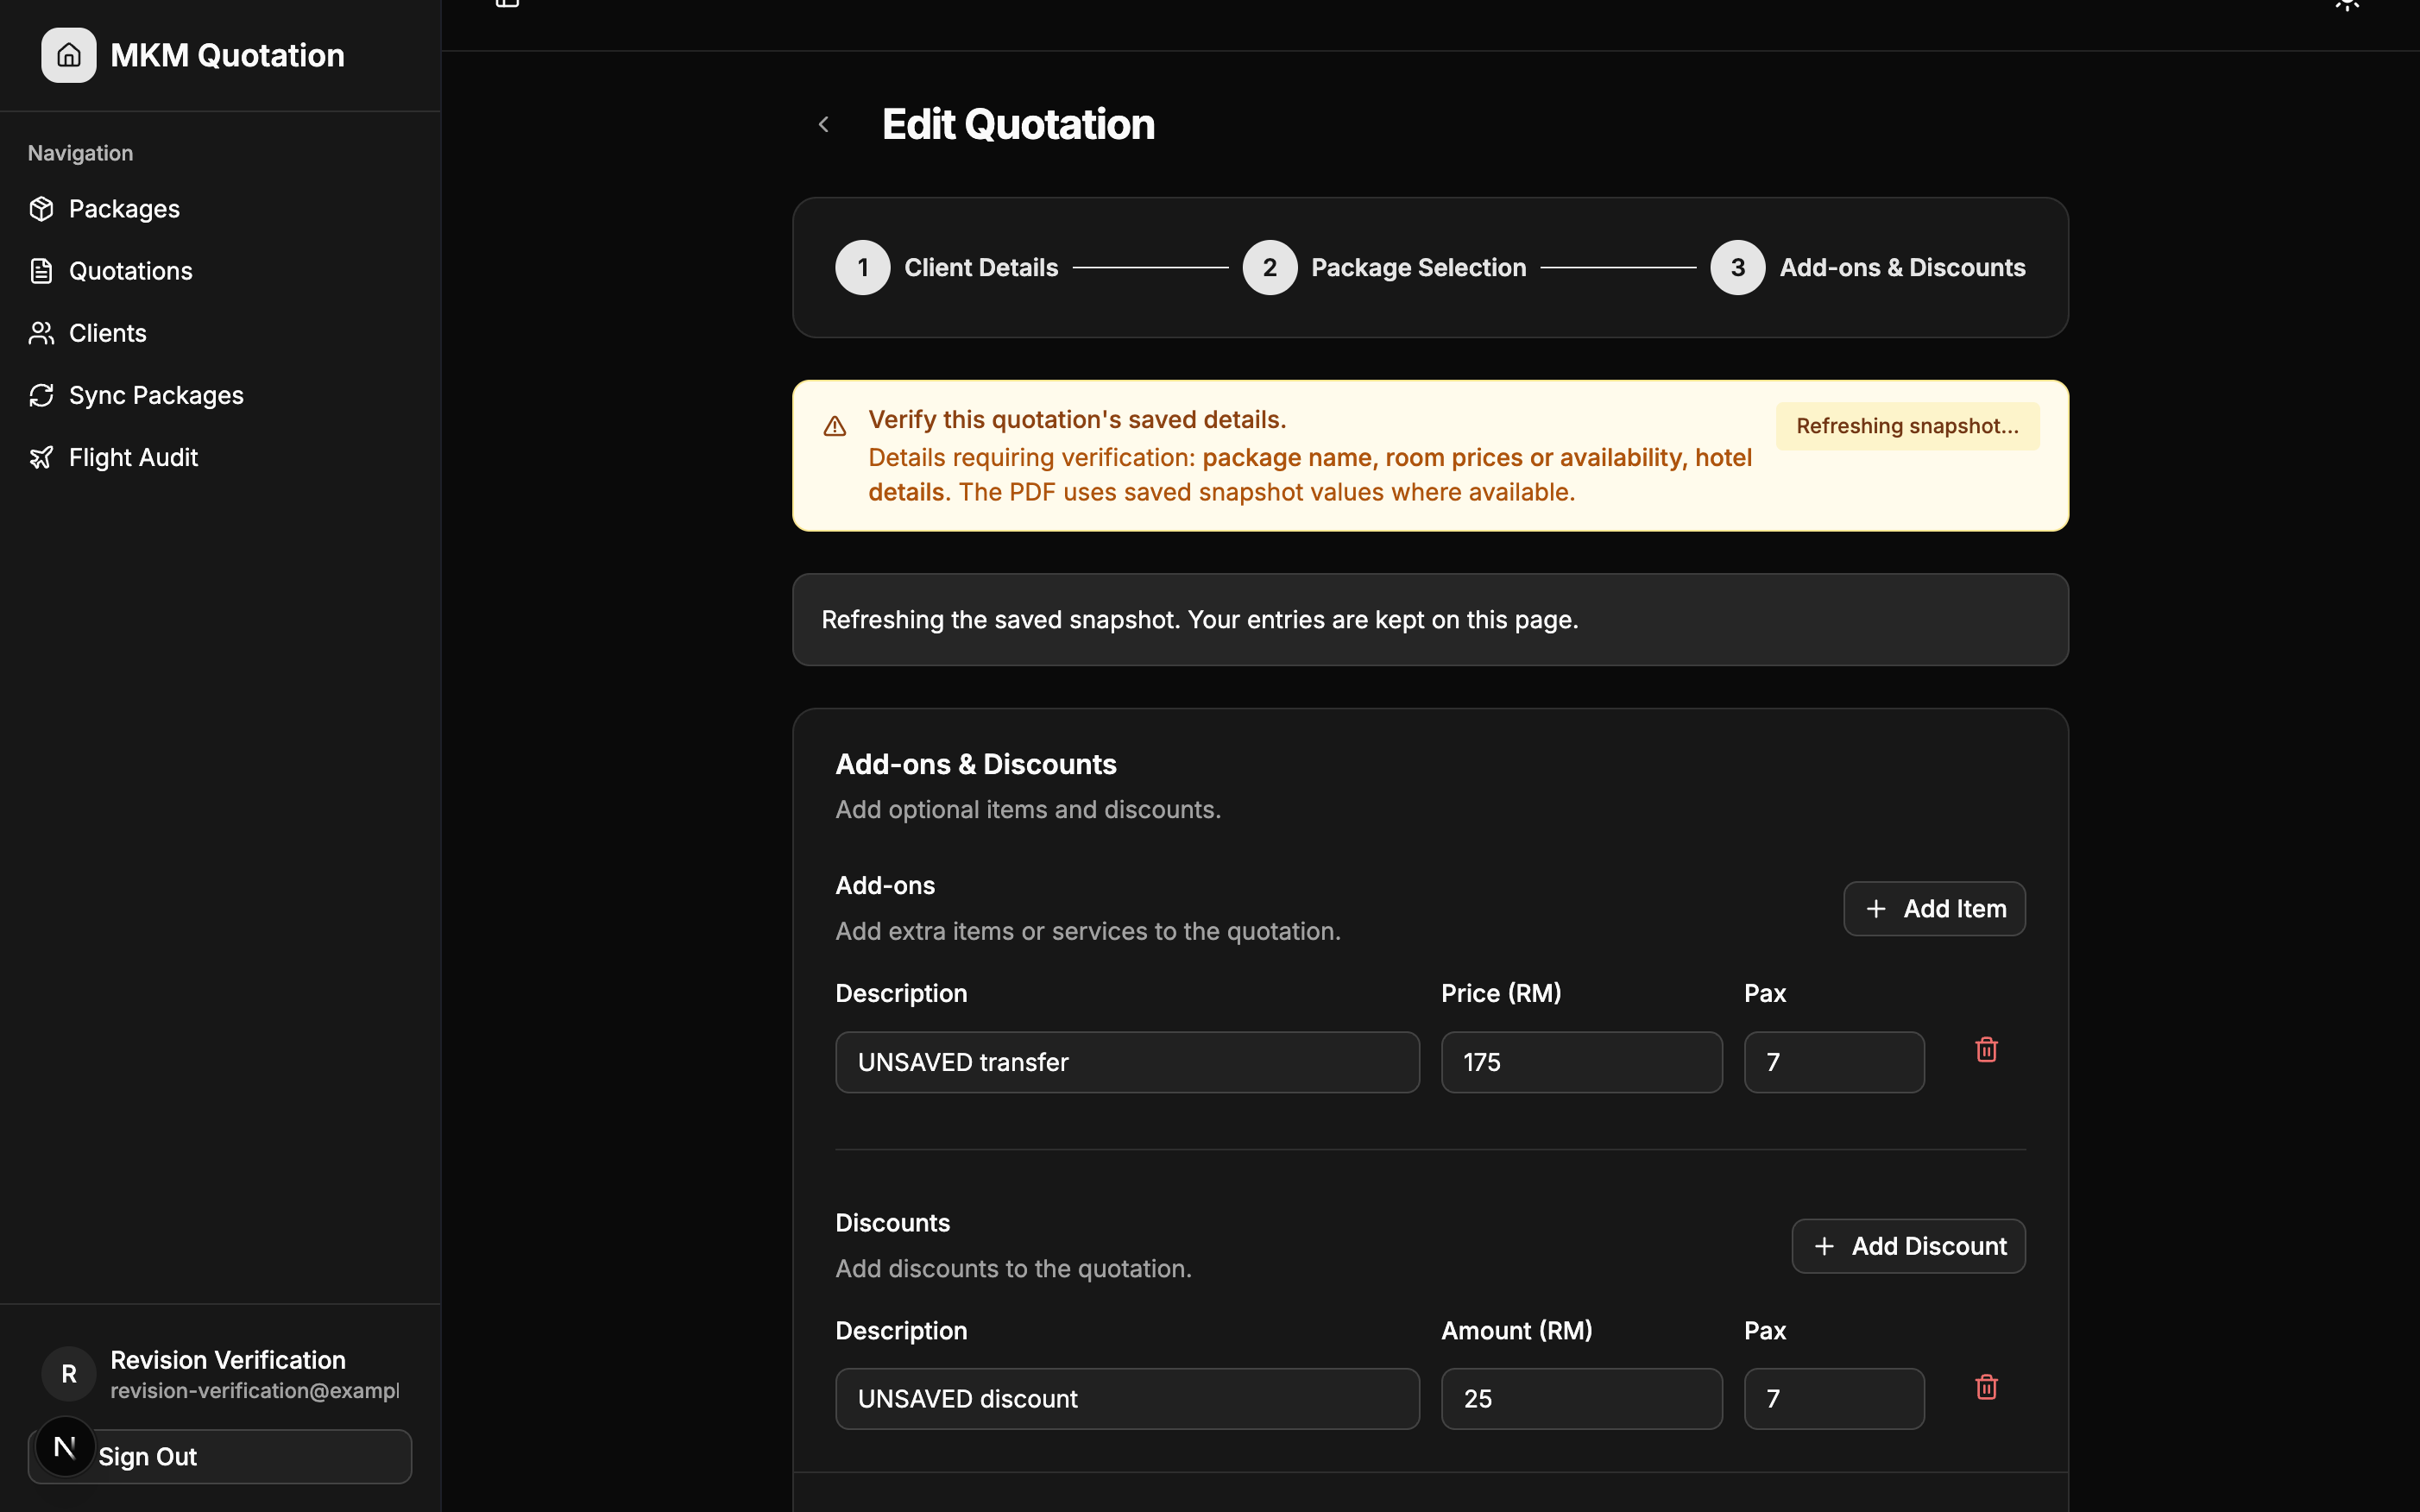 MKM Quotation
Navigation
Packages
Quotations
Clients
Sync Packages
Flight Audit
Revision Verification
R
revision-verification@exampl
N
Sign Out
Edit Quotation
1 Client Details
2 Package Selection
3 Add-ons & Discounts
Verify this quotation's saved details.
Refreshing snapshot...
Details requiring verification: package name, room prices or availability, hotel
details. The PDF uses saved snapshot values where available.
Refreshing the saved snapshot. Your entries are kept on this page.
Add-ons & Discounts
Add optional items and discounts.
Add-ons
Add Item
Add extra items or services to the quotation.
Description Price (RM) Pax
UNSAVED transfer 175 7
Discounts
Add Discount
Add discounts to the quotation.
Description Amount (RM) Pax
UNSAVED discount 25 7